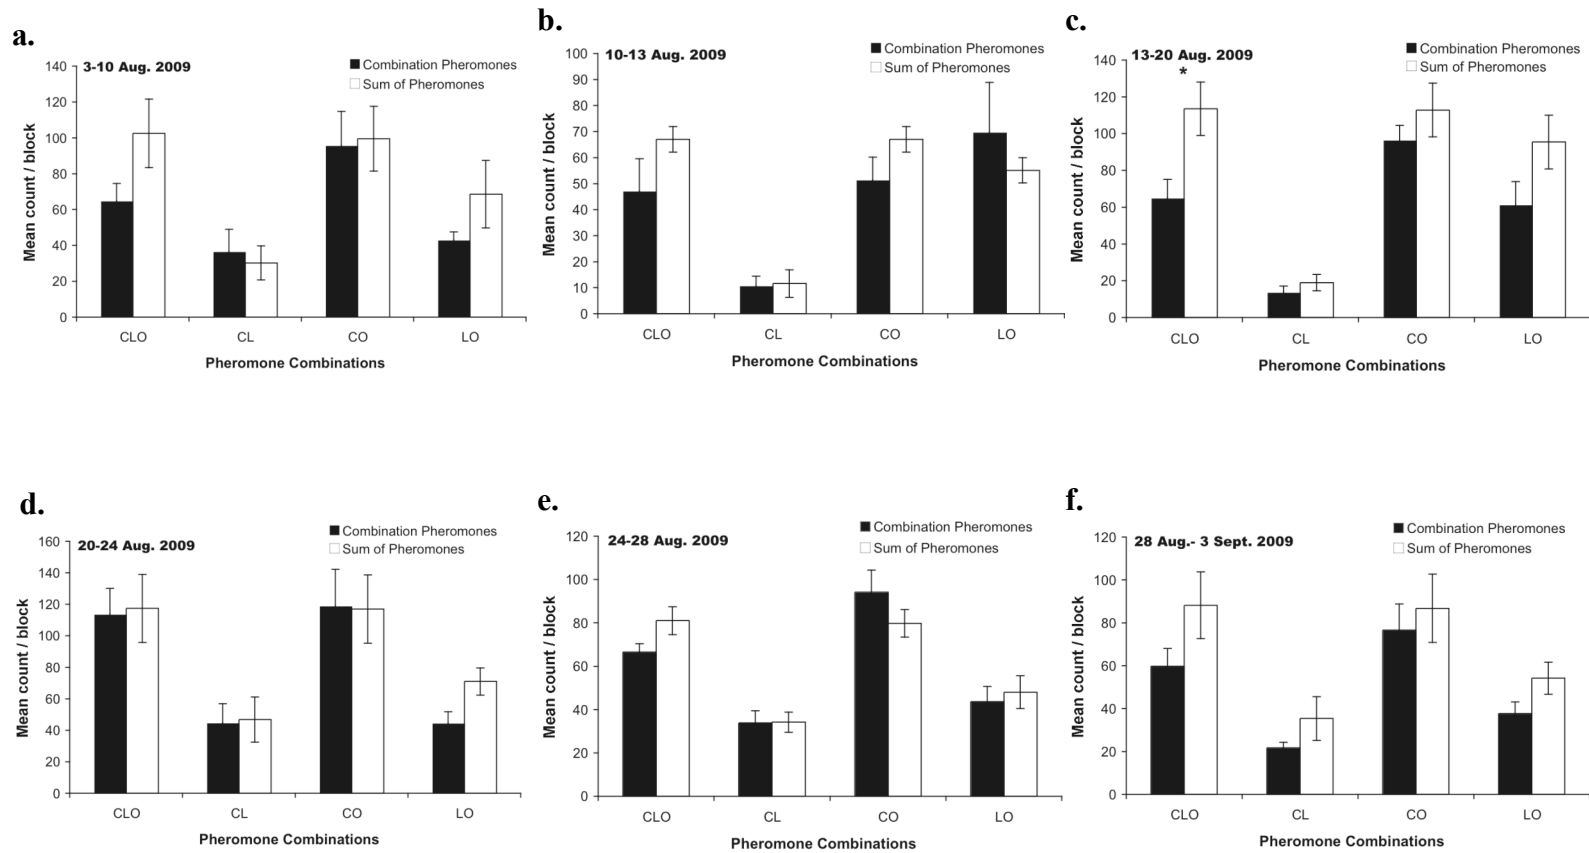 a.
3-10 Aug. 2009
Combination Pheromones
Sum of Pheromones
Mean count / block
140
120
100
80
60
40
20
0
CLO CL CO LO
Pheromone Combinations
b.
10-13 Aug. 2009
Combination Pheromones
Sum of Pheromones
Mean count / block
100
90
80
70
60
50
40
30
20
10
0
CLO CL CO LO
Pheromone Combinations
c.
13-20 Aug. 2009
Combination Pheromones
Sum of Pheromones
*
Mean count / block
140
120
100
80
60
40
20
0
CLO CL CO LO
Pheromone Combinations
d.
20-24 Aug. 2009
Combination Pheromones
Sum of Pheromones
Mean count / block
160
140
120
100
80
60
40
20
0
CLO CL CO LO
Pheromone Combinations
e.
24-28 Aug. 2009
Combination Pheromones
Sum of Pheromones
Mean count / block
120
100
80
60
40
20
0
CLO CL CO LO
Pheromone Combinations
f.
28 Aug.- 3 Sept. 2009
Combination Pheromones
Sum of Pheromones
Mean count / block
120
100
80
60
40
20
0
CLO CL CO LO
Pheromone Combinations